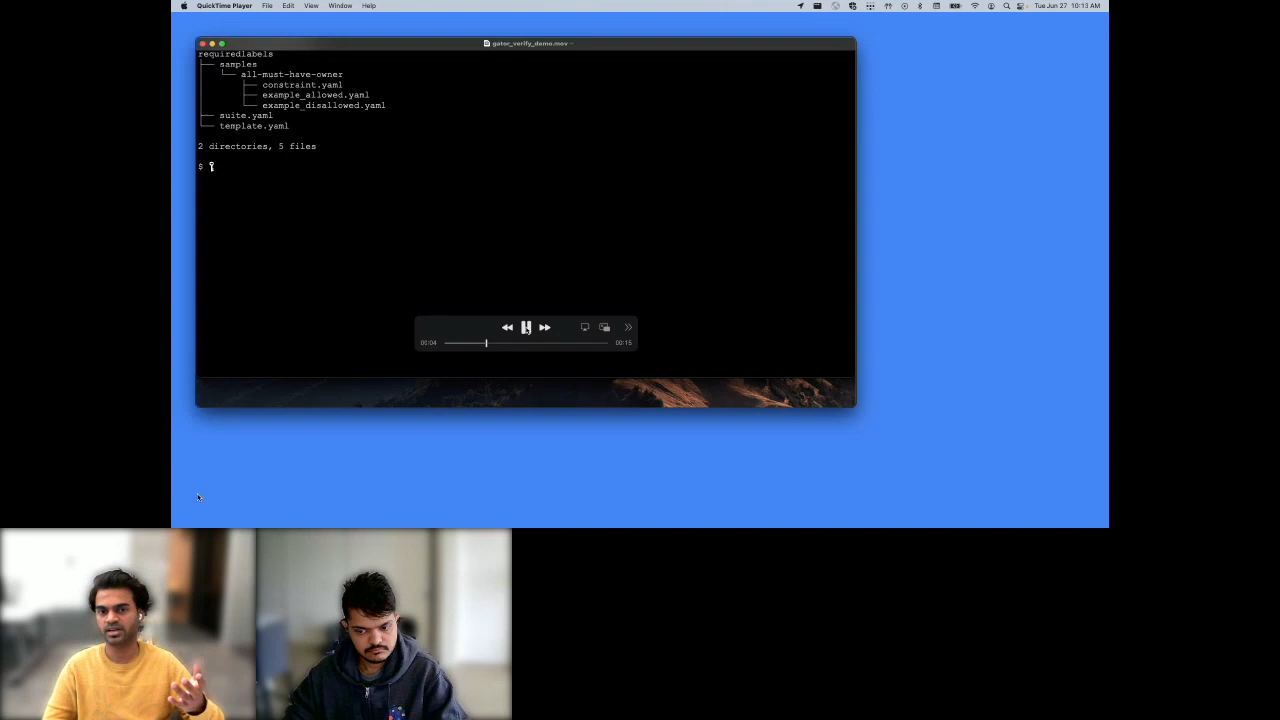 QuickTime Player File Edit View Window Help Tue Jun 27 10:13 AM
gator_verify_demo.mov
requiredlabels
├── samples
│   └── all-must-have-owner
│       ├── constraint.yaml
│       ├── example_allowed.yaml
│       └── example_disallowed.yaml
├── suite.yaml
└── template.yaml
2 directories, 5 files
$
00:04 00:15